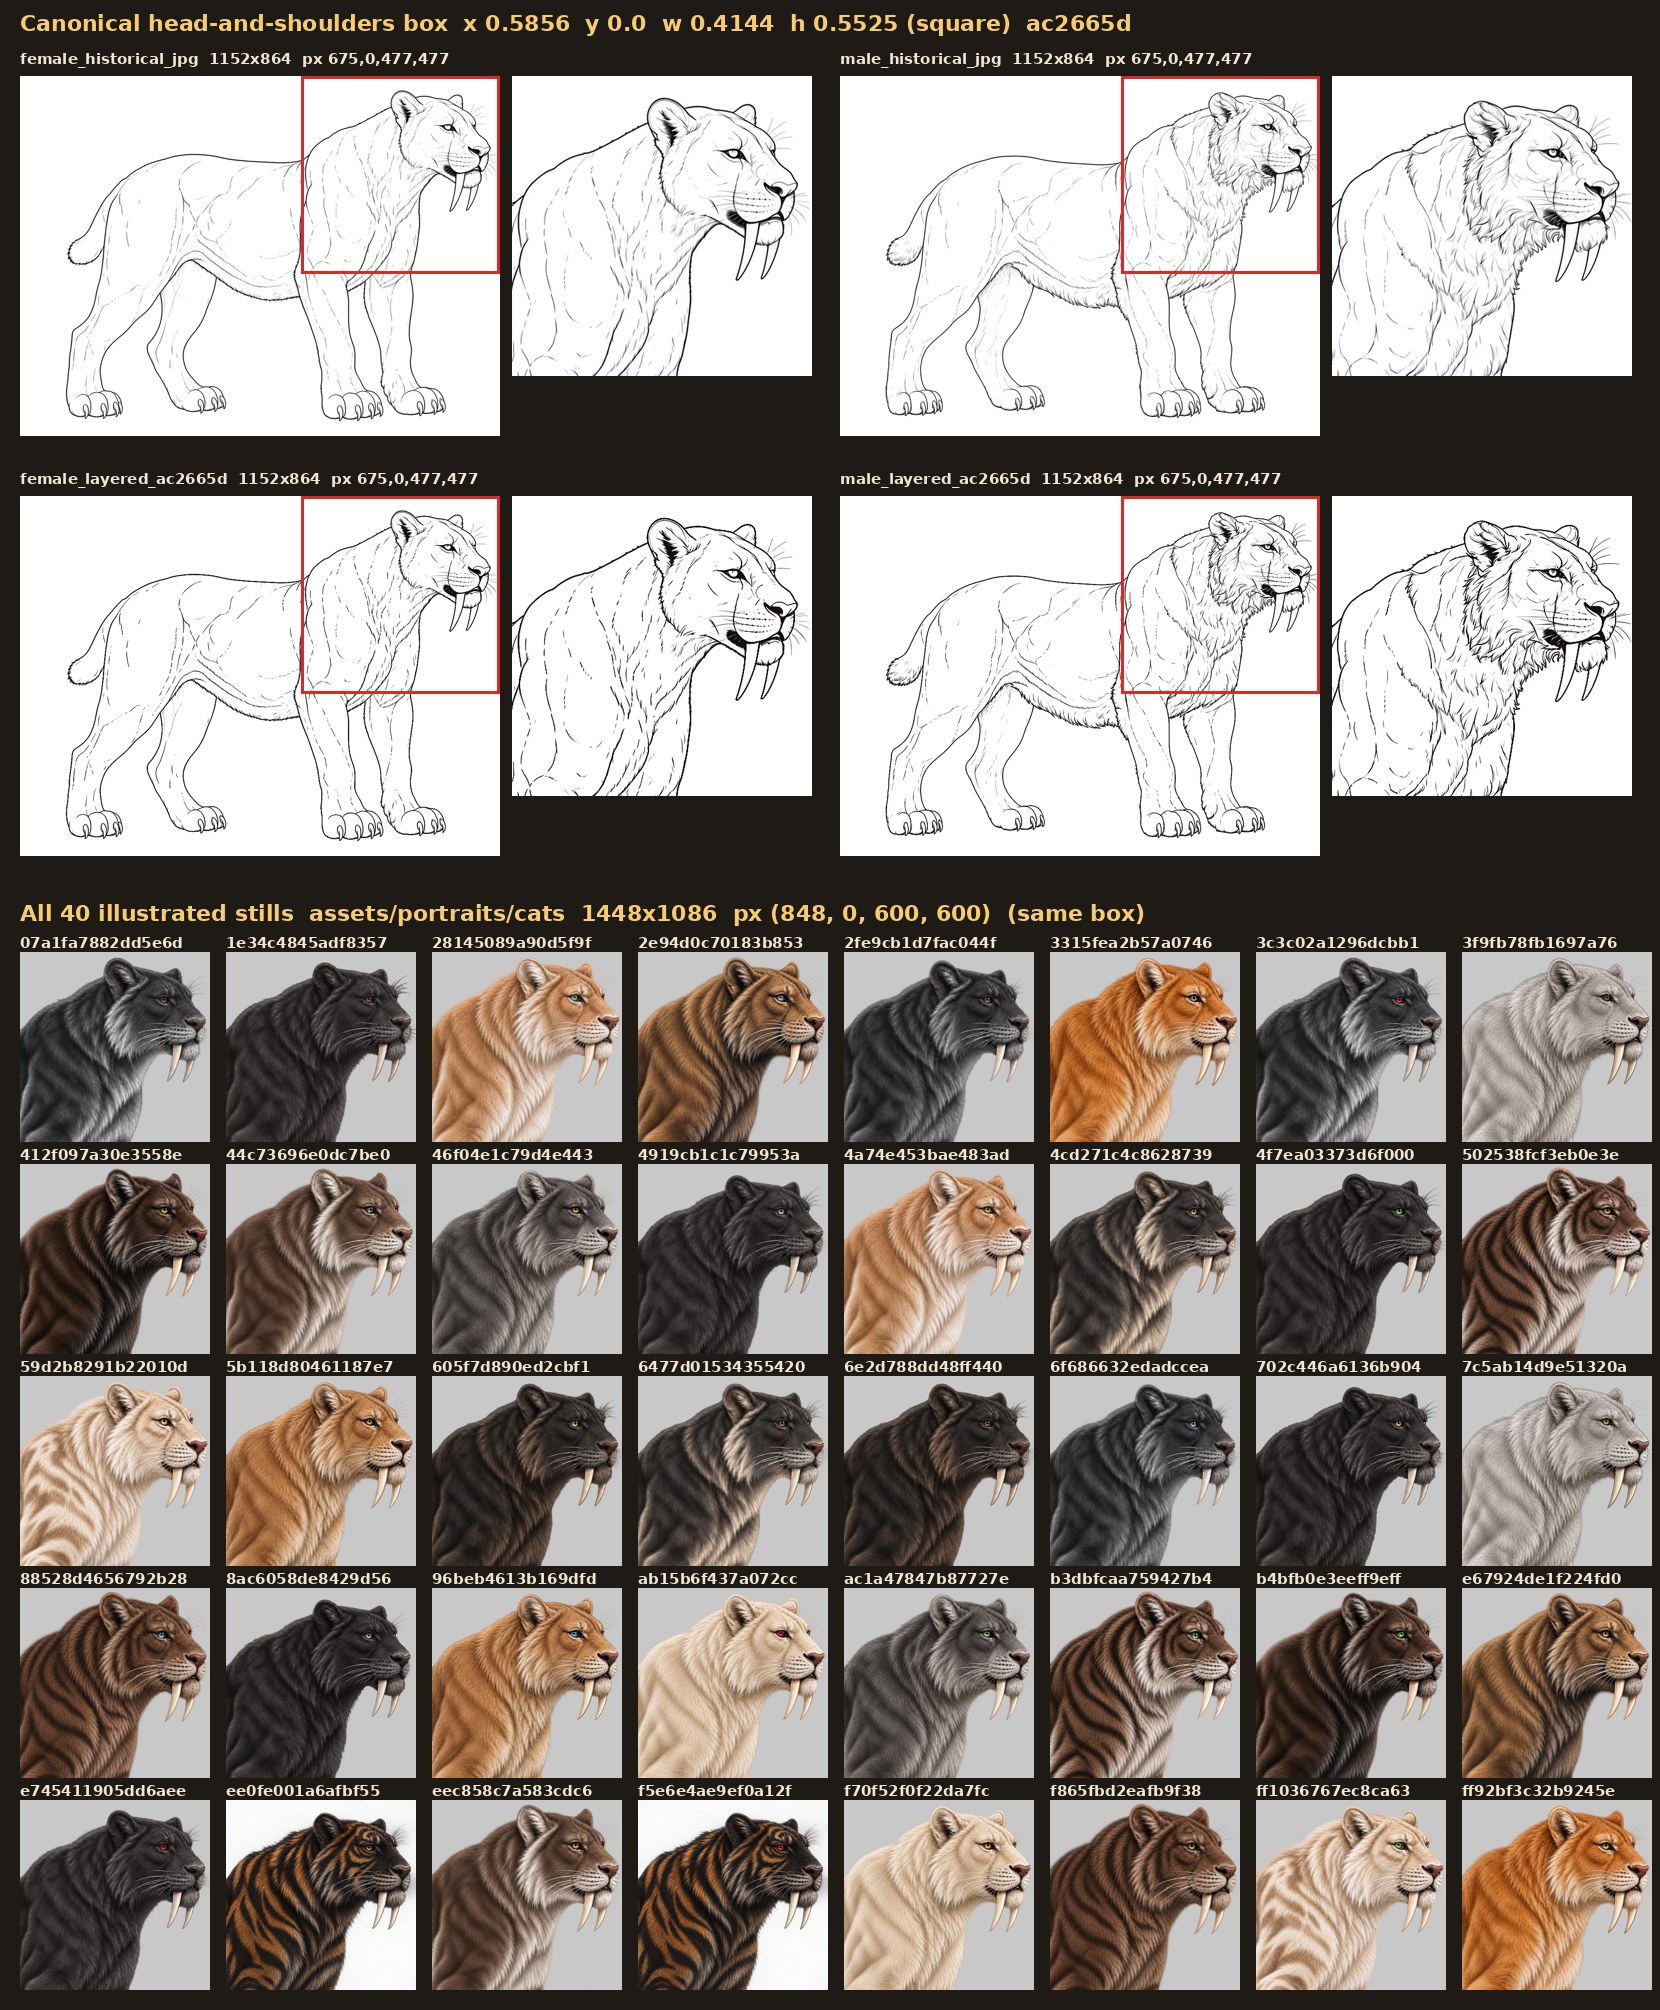 Canonical head-and-shoulders box  x 0.5856  y 0.0  w 0.4144  h 0.5525 (square)  ac2665d
female_historical_jpg  1152x864  px 675,0,477,477
male_historical_jpg  1152x864  px 675,0,477,477
female_layered_ac2665d  1152x864  px 675,0,477,477
male_layered_ac2665d  1152x864  px 675,0,477,477
All 40 illustrated stills  assets/portraits/cats  1448x1086  px (848, 0, 600, 600)  (same box)
07a1fa7882dd5e6d
1e34c4845adf8357
28145089a90d5f9f
2e94d0c70183b853
2fe9cb1d7fac044f
3315fea2b57a0746
3c3c02a1296dcbb1
3f9fb78fb1697a76
412f097a30e3558e
44c73696e0dc7be0
46f04e1c79d4e443
4919cb1c1c79953a
4a74e453bae483ad
4cd271c4c8628739
4f7ea03373d6f000
502538fcf3eb0e3e
59d2b8291b22010d
5b118d80461187e7
605f7d890ed2cbf1
6477d01534355420
6e2d788dd48ff440
6f686632edadccea
702c446a6136b904
7c5ab14d9e51320a
88528d4656792b28
8ac6058de8429d56
96beb4613b169dfd
ab15b6f437a072cc
ac1a47847b87727e
b3dbfcaa759427b4
b4bfb0e3eeff9eff
e67924de1f224fd0
e745411905dd6aee
ee0fe001a6afbf55
eec858c7a583cdc6
f5e6e4ae9ef0a12f
f70f52f0f22da7fc
f865fbd2eafb9f38
ff1036767ec8ca63
ff92bf3c32b9245e